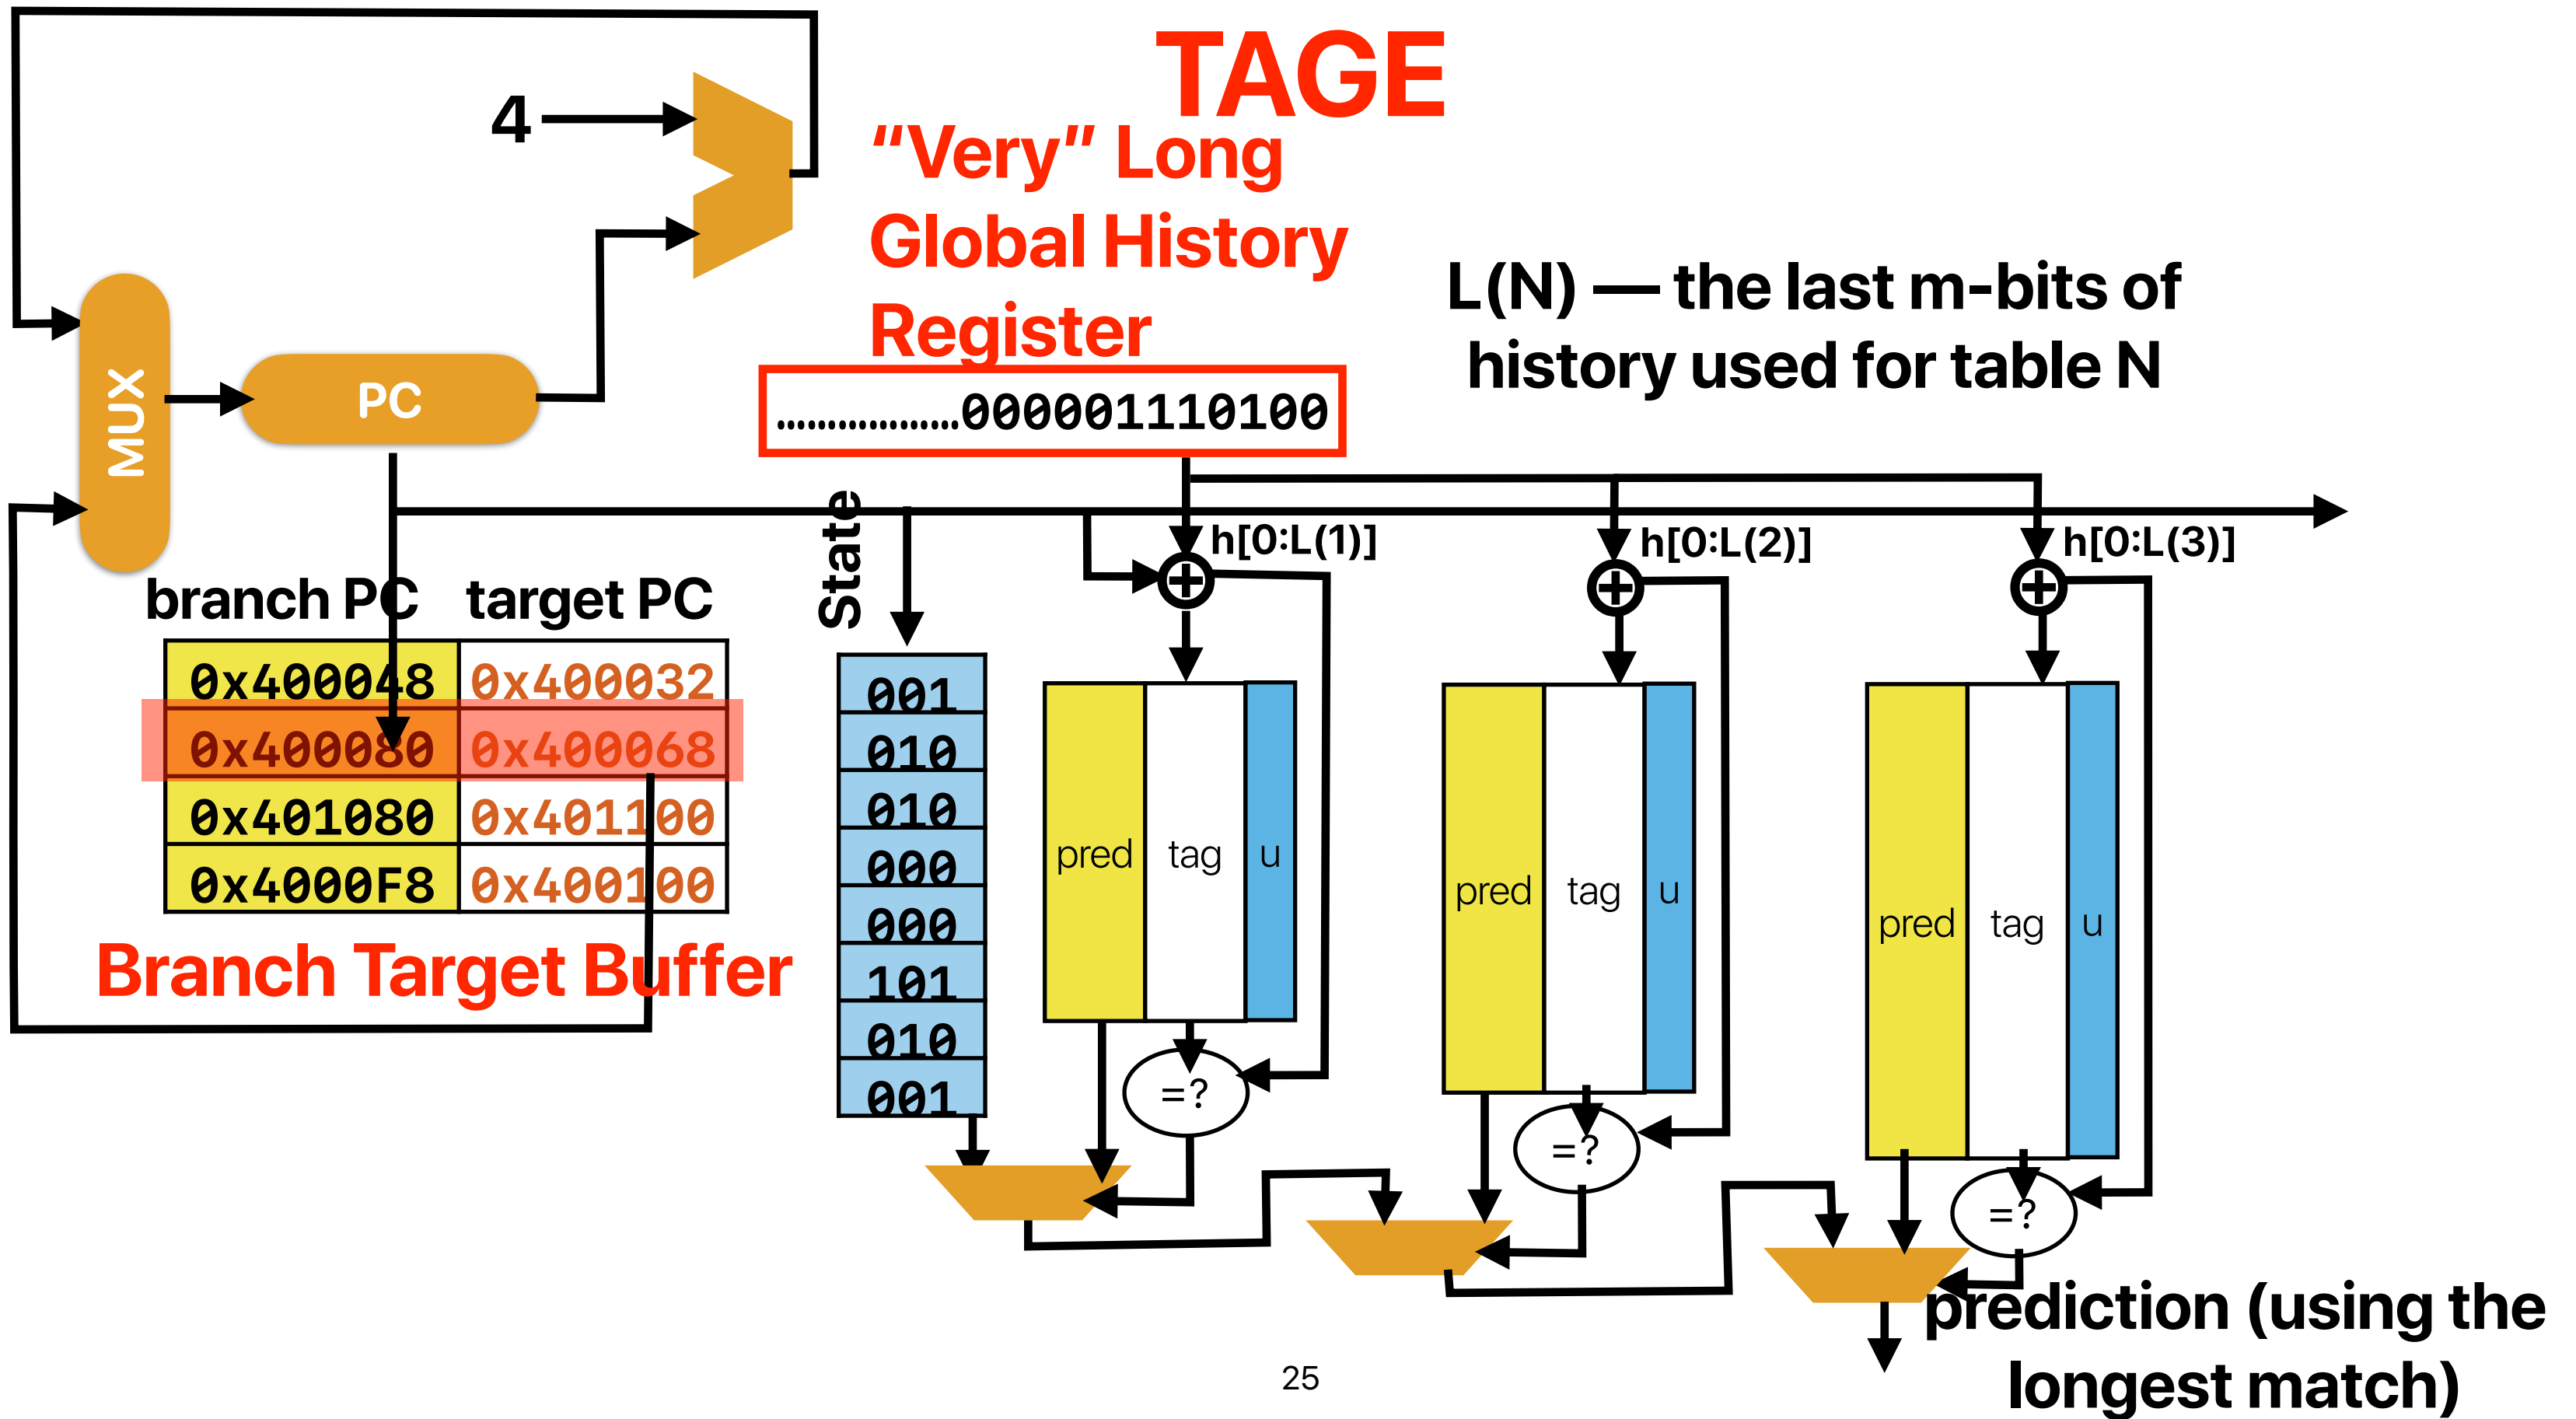 TAGE
4
“Very” Long
Global History
Register
L(N) — the last m-bits of
history used for table N
MUX
PC
..................000001110100
State
h[0:L(1)]
h[0:L(2)]
h[0:L(3)]
branch PC target PC
0x400048 0x400032
0x400080 0x400068
0x401080 0x401100
0x4000F8 0x400100
Branch Target Buffer
001
010
010
000
000
101
010
001
pred tag u
=?
pred tag u
=?
pred tag u
=?
prediction (using the
longest match)
25